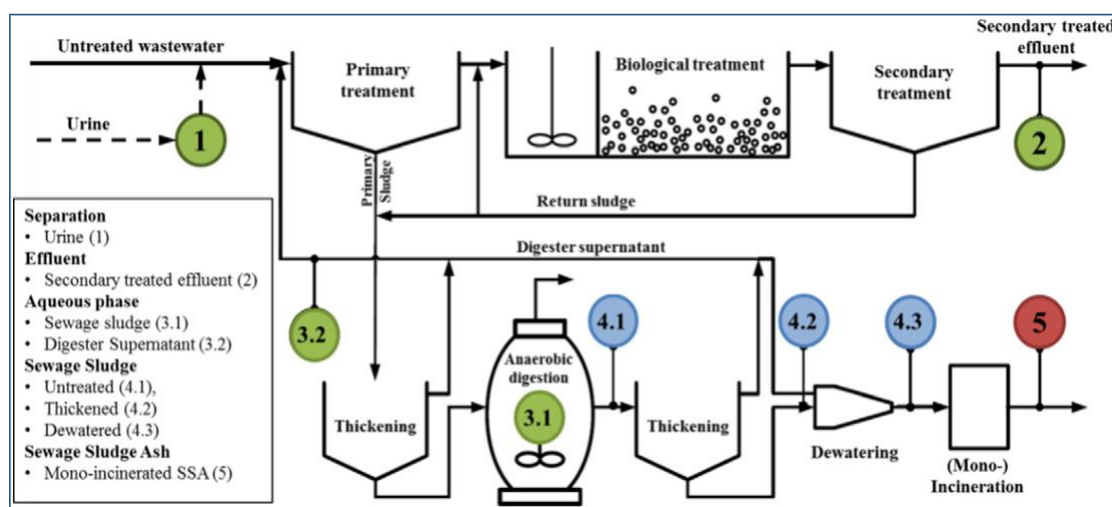 Untreated wastewater
Urine
1
Primary
treatment
Biological treatment
Secondary
treatment
Secondary treated
effluent
2
Primary
Sludge
Return sludge
Digester supernatant
Separation
• Urine (1)
Effluent
• Secondary treated effluent (2)
Aqueous phase
• Sewage sludge (3.1)
• Digester Supernatant (3.2)
Sewage Sludge
• Untreated (4.1),
• Thickened (4.2)
• Dewatered (4.3)
Sewage Sludge Ash
• Mono-incinerated SSA (5)
3.2
Thickening
Anaerobic
digestion
3.1
4.1
Thickening
4.2
Dewatering
4.3
(Mono-)
Incineration
5